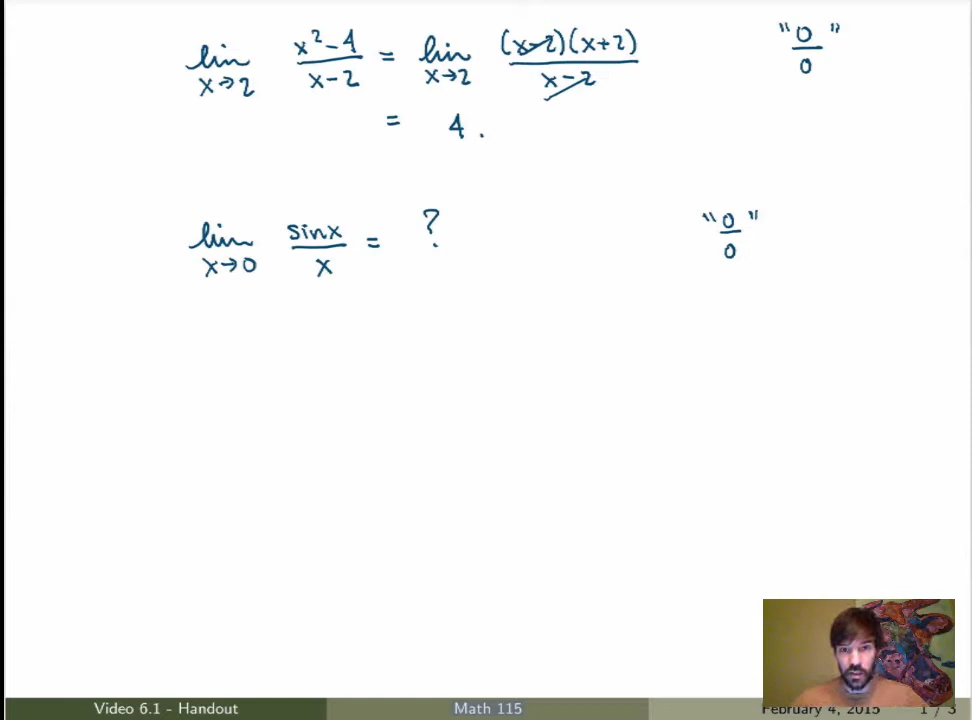 lim x→2 x²-4 / x-2 = lim x→2 (x-2)(x+2) / x-2 "0/0"
= 4.
lim x→0 sinx / x = ? "0/0"
Video 6.1 - Handout Math 115 February 4, 2015 1 / 3